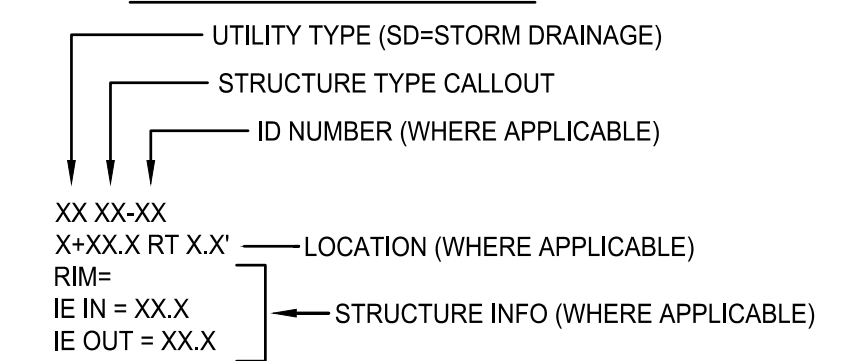 UTILITY TYPE (SD=STORM DRAINAGE)
STRUCTURE TYPE CALLOUT
ID NUMBER (WHERE APPLICABLE)
XX XX-XX
X+XX.X RT X.X' LOCATION (WHERE APPLICABLE)
RIM=
IE IN = XX.X
STRUCTURE INFO (WHERE APPLICABLE)
IE OUT = XX.X